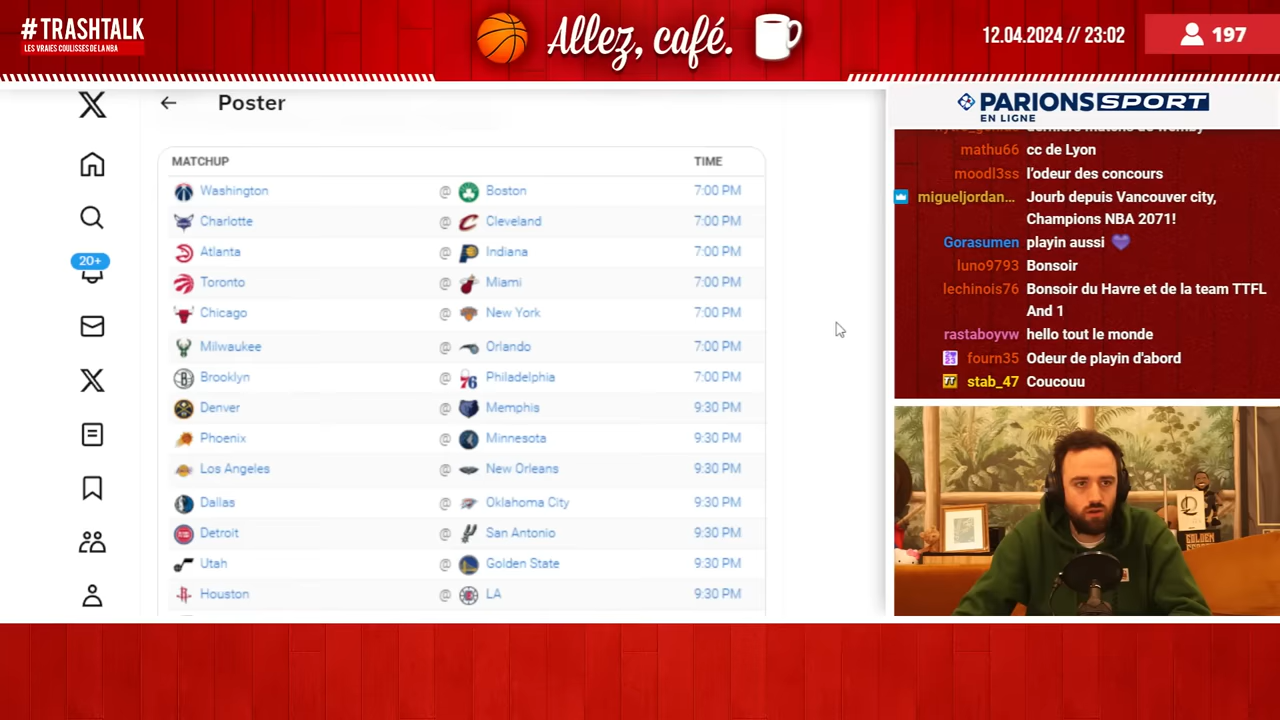 #TRASHTALK
LES VRAIES COULISSES DE LA NBA
Allez, café.
12.04.2024 // 23:02
197
Poster
MATCHUP TIME
Washington @ Boston 7:00 PM
Charlotte @ Cleveland 7:00 PM
Atlanta @ Indiana 7:00 PM
Toronto @ Miami 7:00 PM
Chicago @ New York 7:00 PM
Milwaukee @ Orlando 7:00 PM
Brooklyn @ Philadelphia 7:00 PM
Denver @ Memphis 9:30 PM
Phoenix @ Minnesota 9:30 PM
Los Angeles @ New Orleans 9:30 PM
Dallas @ Oklahoma City 9:30 PM
Detroit @ San Antonio 9:30 PM
Utah @ Golden State 9:30 PM
Houston @ LA 9:30 PM
20+
PARIONS SPORT
EN LIGNE
mathu66 cc de Lyon
moodl3ss l'odeur des concours
migueljordan... Jourb depuis Vancouver city,
Champions NBA 2071!
Gorasumen playin aussi
luno9793 Bonsoir
lechinois76 Bonsoir du Havre et de la team TTFL
And 1
rastaboyvw hello tout le monde
fourn35 Odeur de playin d'abord
stab_47 Coucouu